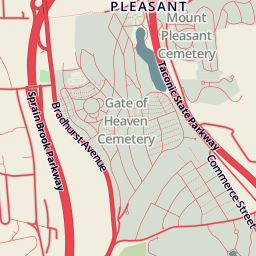 PLEASANT
Mount
Pleasant
Cemetery
Taconic State Parkway
Gate of
Heaven
Cemetery
Sprain Brook Parkway
Bradhurst Avenue
Commerce Street